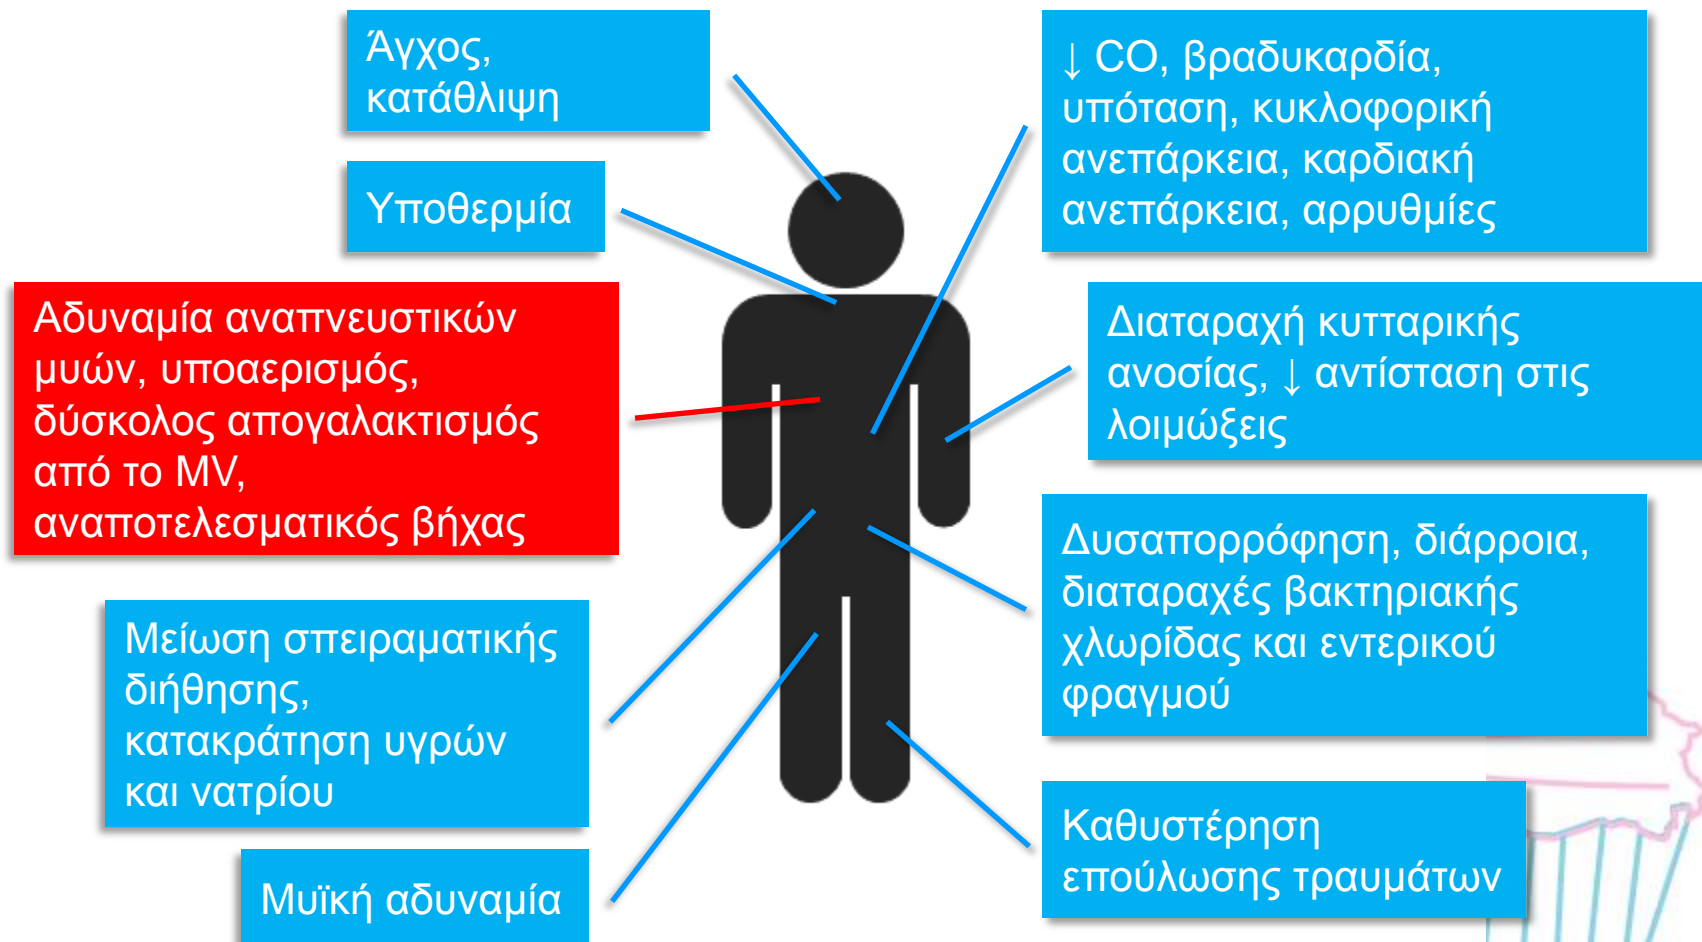 Άγχος,
κατάθλιψη
Υποθερμία
Αδυναμία αναπνευστικών
μυών, υποαερισμός,
δύσκολος απογαλακτισμός
από το MV,
αναποτελεσματικός βήχας
Μείωση σπειραματικής
διήθησης,
κατακράτηση υγρών
και νατρίου
Μυϊκή αδυναμία
↓ CO, βραδυκαρδία,
υπόταση, κυκλοφορική
ανεπάρκεια, καρδιακή
ανεπάρκεια, αρρυθμίες
Διαταραχή κυτταρικής
ανοσίας, ↓ αντίσταση στις
λοιμώξεις
Δυσαπορρόφηση, διάρροια,
διαταραχές βακτηριακής
χλωρίδας και εντερικού
φραγμού
Καθυστέρηση
επούλωσης τραυμάτων